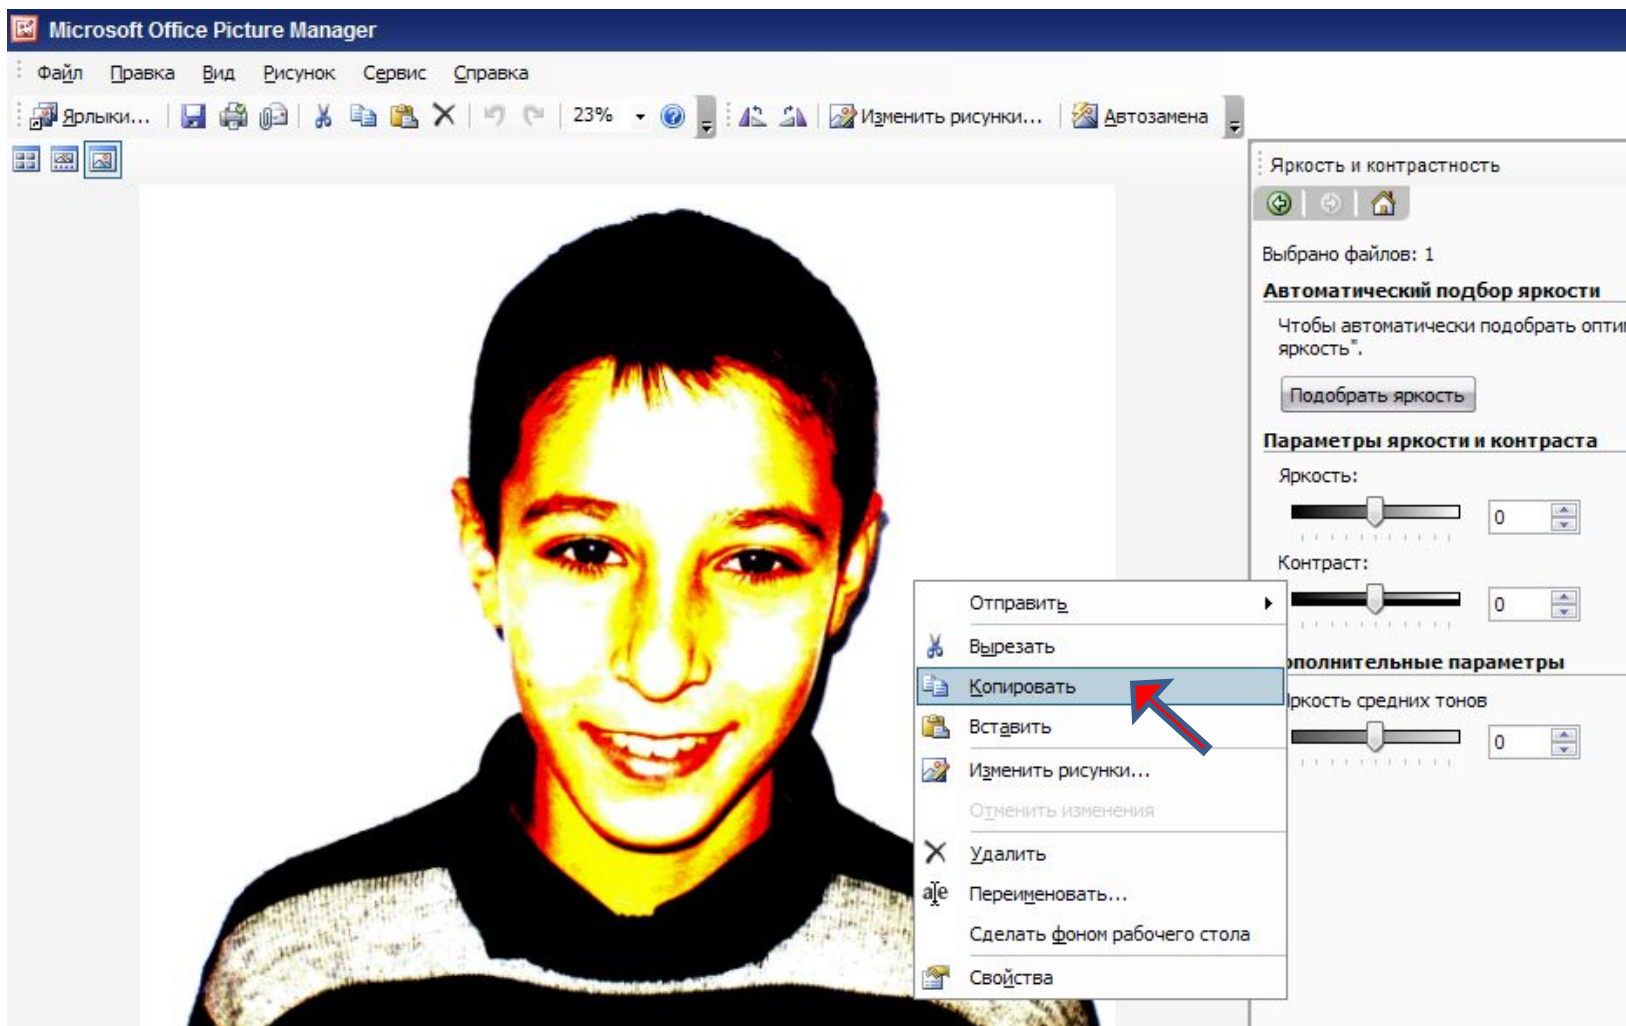 Microsoft Office Picture Manager
Файл Правка Вид Рисунок Сервис Справка
Ярлыки... 23% Изменить рисунки... Автозамена
Яркость и контрастность
Выбрано файлов: 1
Автоматический подбор яркости
Чтобы автоматически подобрать опти
яркость".
Подобрать яркость
Параметры яркости и контраста
Яркость:
0
Контраст:
0
ополнительные параметры
ркость средних тонов
0
Отправить
Вырезать
Копировать
Вставить
Изменить рисунки...
Отменить изменения
Удалить
Переименовать...
Сделать фоном рабочего стола
Свойства